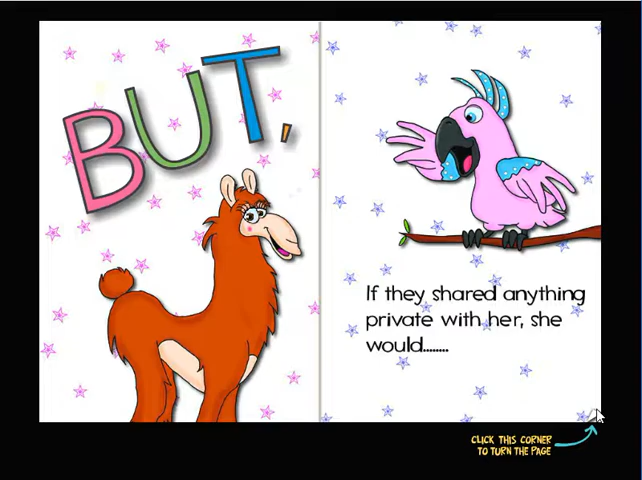 BUT,
If they shared anything
private with her, she
would........
CLICK THIS CORNER
TO TURN THE PAGE